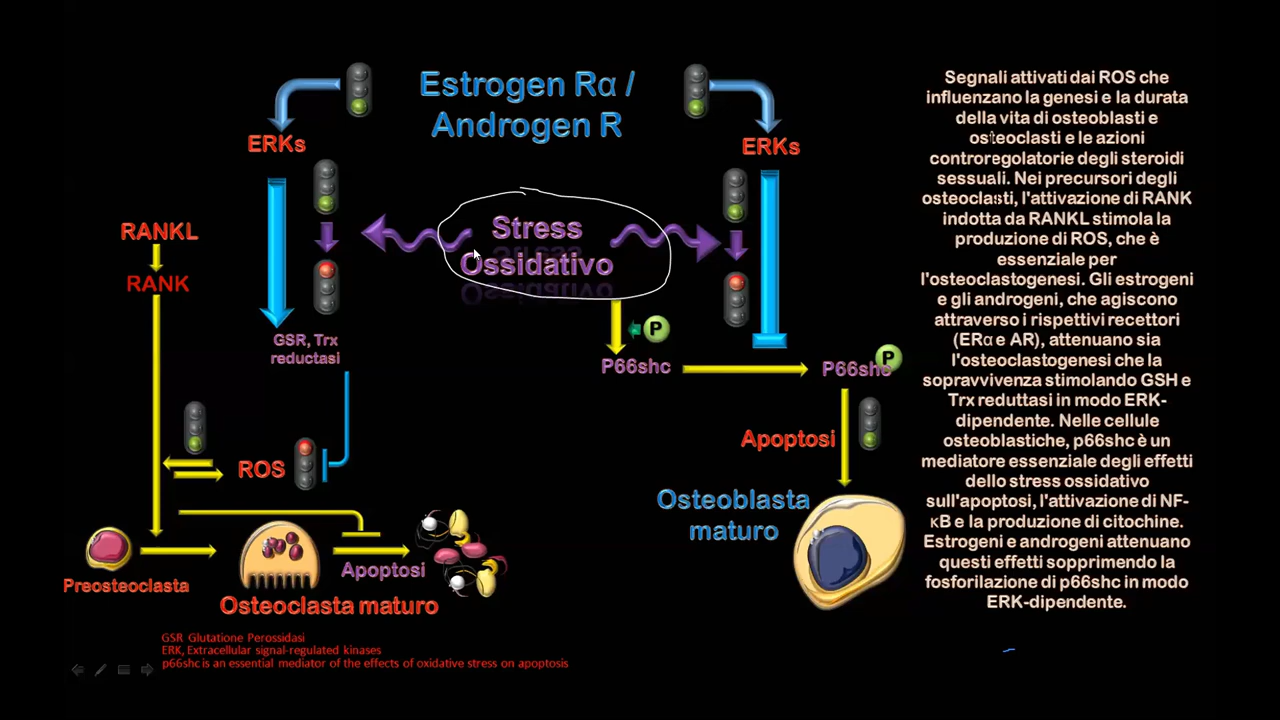 Estrogen Rα /
Androgen R
ERKs
ERKs
Stress
Ossidativo
RANKL
RANK
GSR, Trx
reductasi
P
P66shc
P66shc
P
ROS
Apoptosi
Osteoblasta
maturo
Preosteoclasta
Osteoclasta maturo
Apoptosi
GSR Glutatione Perossidasi
ERK, Extracellular signal-regulated kinases
p66shc is an essential mediator of the effects of oxidative stress on apoptosis
Segnali attivati dai ROS che
influenzano la genesi e la durata
della vita di osteoblasti e
osteoclasti e le azioni
controregolatorie degli steroidi
sessuali. Nei precursori degli
osteoclasti, l'attivazione di RANK
indotta da RANKL stimola la
produzione di ROS, che è
essenziale per
l'osteoclastogenesi. Gli estrogeni
e gli androgeni, che agiscono
attraverso i rispettivi recettori
(ERα e AR), attenuano sia
l'osteoclastogenesi che la
sopravvivenza stimolando GSH e
Trx reduttasi in modo ERK-
dipendente. Nelle cellule
osteoblastiche, p66shc è un
mediatore essenziale degli effetti
dello stress ossidativo
sull'apoptosi, l'attivazione di NF-
κB e la produzione di citochine.
Estrogeni e androgeni attenuano
questi effetti sopprimendo la
fosforilazione di p66shc in modo
ERK-dipendente.